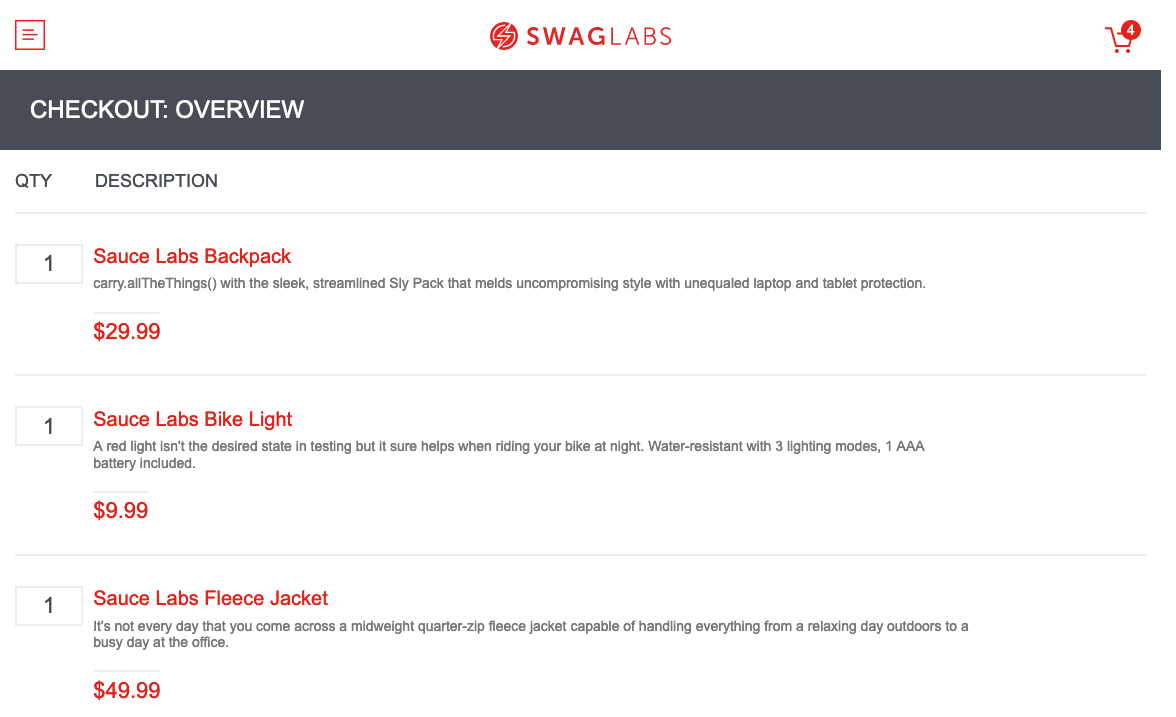 SWAGLABS
4
CHECKOUT: OVERVIEW
QTY DESCRIPTION
1
Sauce Labs Backpack
carry.allTheThings() with the sleek, streamlined Sly Pack that melds uncompromising style with unequaled laptop and tablet protection.
$29.99
1
Sauce Labs Bike Light
A red light isn't the desired state in testing but it sure helps when riding your bike at night. Water-resistant with 3 lighting modes, 1 AAA
battery included.
$9.99
1
Sauce Labs Fleece Jacket
It's not every day that you come across a midweight quarter-zip fleece jacket capable of handling everything from a relaxing day outdoors to a
busy day at the office.
$49.99